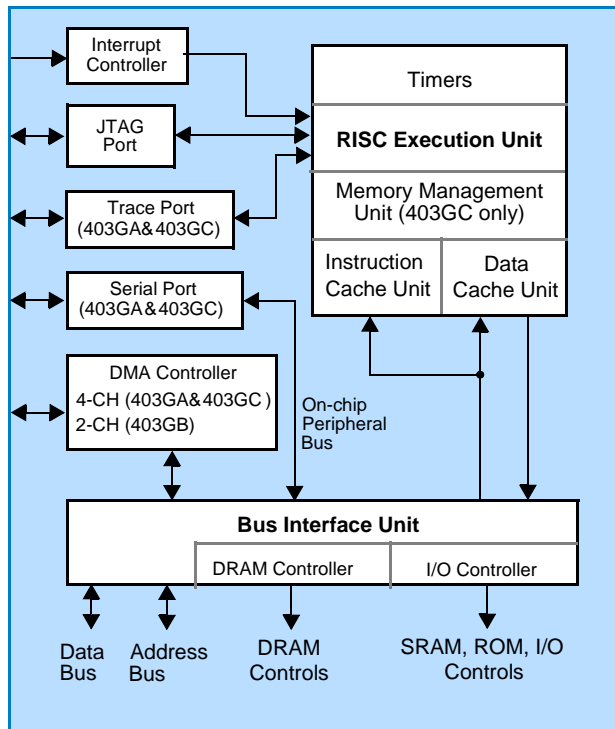 Interrupt
Controller
JTAG
Port
Trace Port
(403GA&403GC)
Serial Port
(403GA&403GC)
DMA Controller
4-CH (403GA&403GC )
2-CH (403GB)
Timers
RISC Execution Unit
Memory Management
Unit (403GC only)
Instruction
Cache Unit
Data
Cache Unit
On-chip
Peripheral
Bus
Bus Interface Unit
DRAM Controller
I/O Controller
Data
Bus
Address
Bus
DRAM
Controls
SRAM, ROM, I/O
Controls